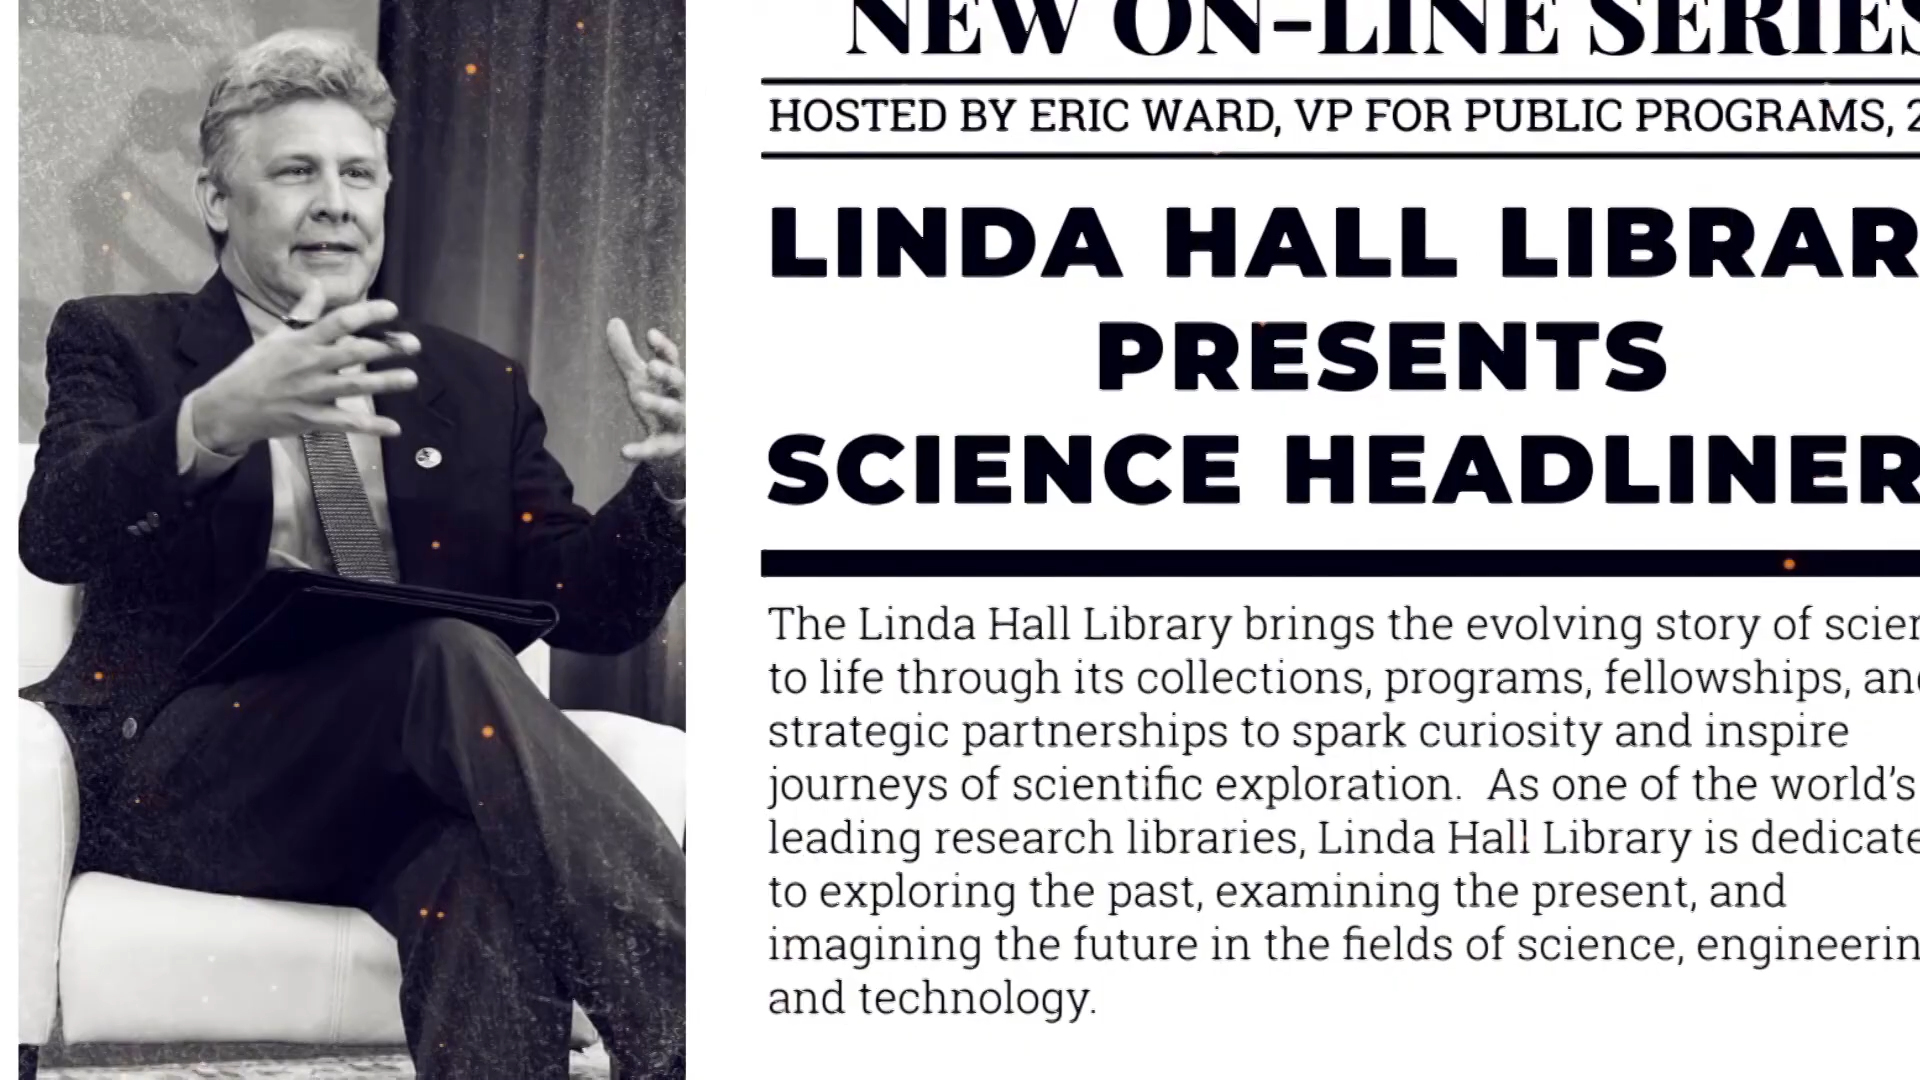 NEW ON-LINE SERIES
HOSTED BY ERIC WARD, VP FOR PUBLIC PROGRAMS, 2
LINDA HALL LIBRAR
PRESENTS
SCIENCE HEADLINER
The Linda Hall Library brings the evolving story of scien
to life through its collections, programs, fellowships, and
strategic partnerships to spark curiosity and inspire
journeys of scientific exploration.  As one of the world’s
leading research libraries, Linda Hall Library is dedicate
to exploring the past, examining the present, and
imagining the future in the fields of science, engineerin
and technology.